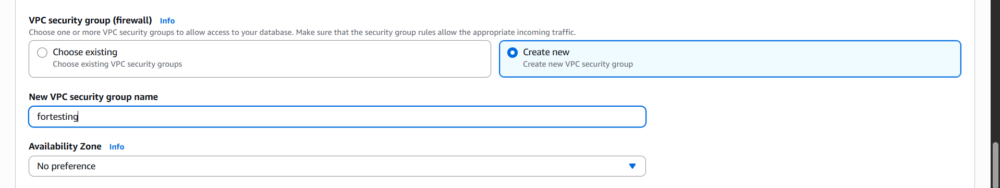 VPC security group (firewall) Info
Choose one or more VPC security groups to allow access to your database. Make sure that the security group rules allow the appropriate incoming traffic.
Choose existing
Choose existing VPC security groups
Create new
Create new VPC security group
New VPC security group name
fortesting
Availability Zone Info
No preference